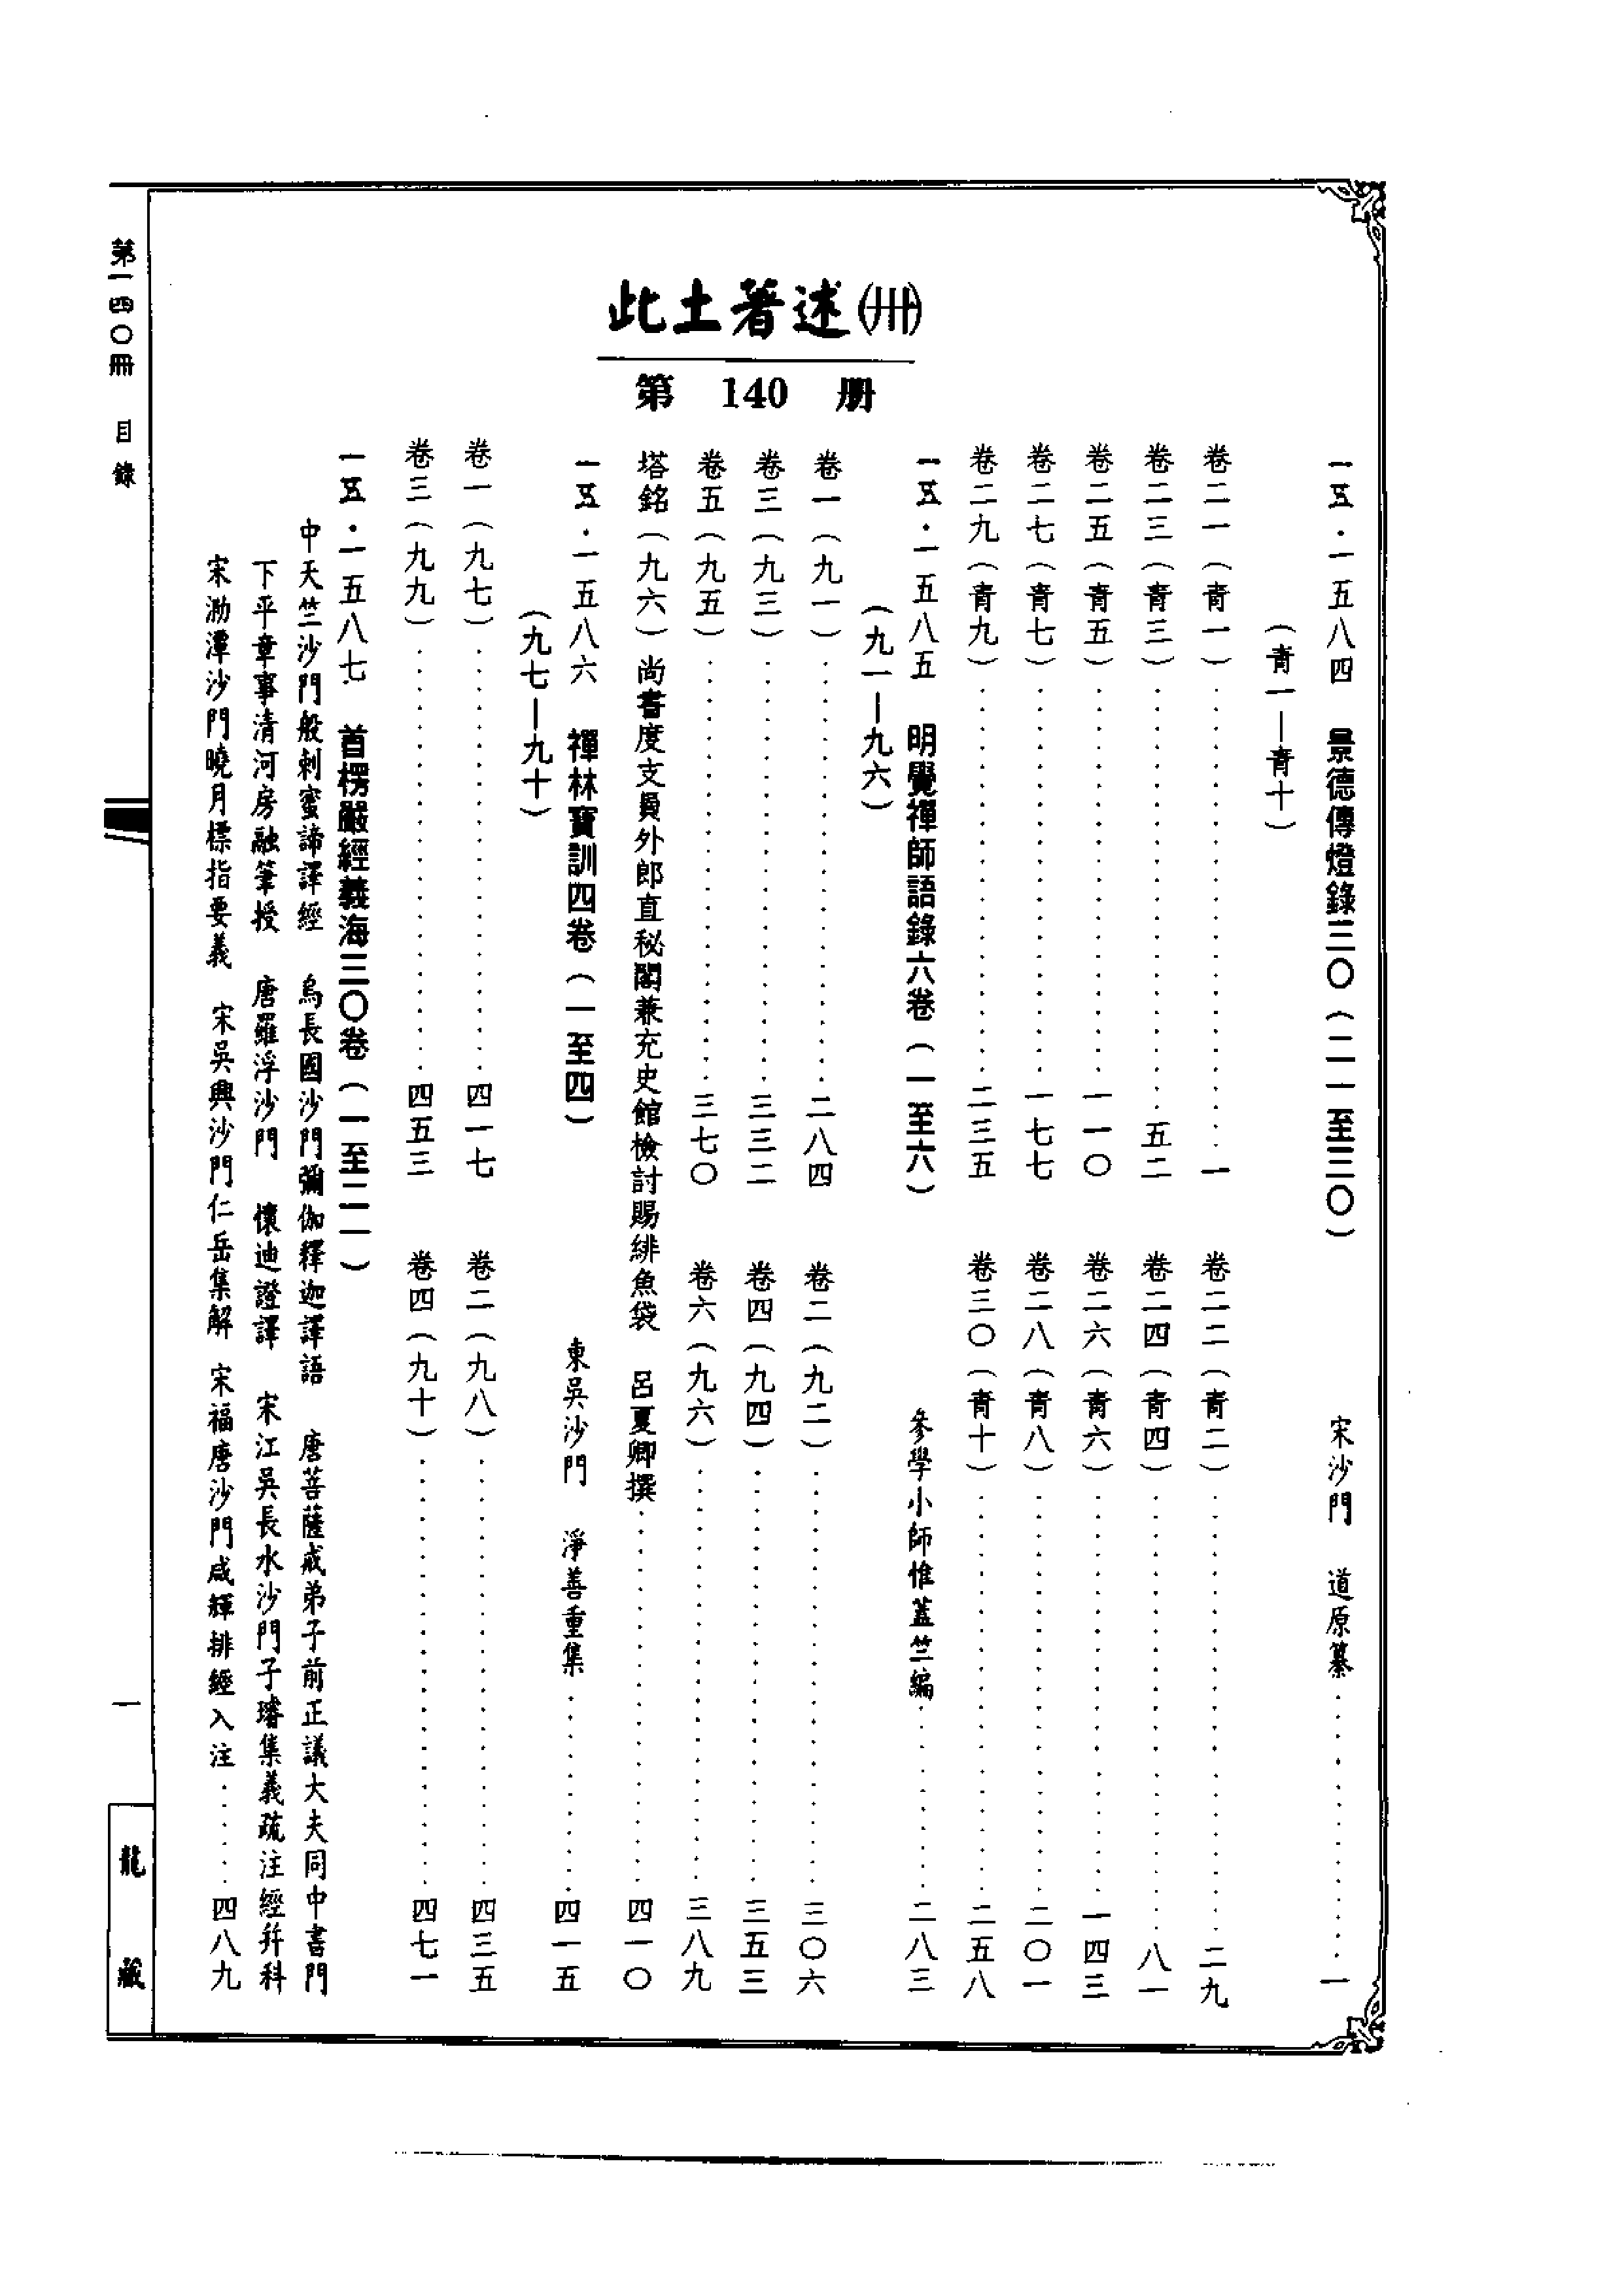 此土著述(卌)
第 140 册
一五·一五八四 景德傳燈錄三〇(二一至三〇) 宋沙門 道原纂…………一
(青一—青十)
卷二一(青一)…………一 卷二二(青二)…………二九
卷二三(青三)…………五二 卷二四(青四)…………八一
卷二五(青五)…………一一〇 卷二六(青六)…………一四三
卷二七(青七)…………一七七 卷二八(青八)…………二〇一
卷二九(青九)…………二三五 卷三〇(青十)…………二五八
一五·一五八五 明覺禪師語錄六卷(一至六) 參學小師惟蓋竺編…………二八三
(九一—九六)
卷一(九一)…………二八四 卷二(九二)…………三〇六
卷三(九三)…………三三二 卷四(九四)…………三五三
卷五(九五)…………三七〇 卷六(九六)…………三八九
塔銘(九六)尚書度支員外郎直秘閣兼充史館檢討賜緋魚袋 呂夏卿撰…………四一〇
一五·一五八六 禪林寶訓四卷(一至四) 東吳沙門 淨善重集…………四一五
(九七—九十)
卷一(九七)…………四一七 卷二(九八)…………四三五
卷三(九九)…………四五三 卷四(九十)…………四七一
一五·一五八七 首楞嚴經義海三〇卷(一至二二)
中天竺沙門般剌蜜諦譯經 烏長國沙門彌伽釋迦譯語 唐菩薩戒弟子前正議大夫同中書門
下平章事清河房融筆授 唐羅浮沙門 懷迪證譯 宋江吳長水沙門子璿集義疏注經并科
宋泐潭沙門曉月標指要義 宋吳興沙門仁岳集解 宋福唐沙門咸輝排經入注…………四八九
第一四〇冊 目錄
一
龍藏